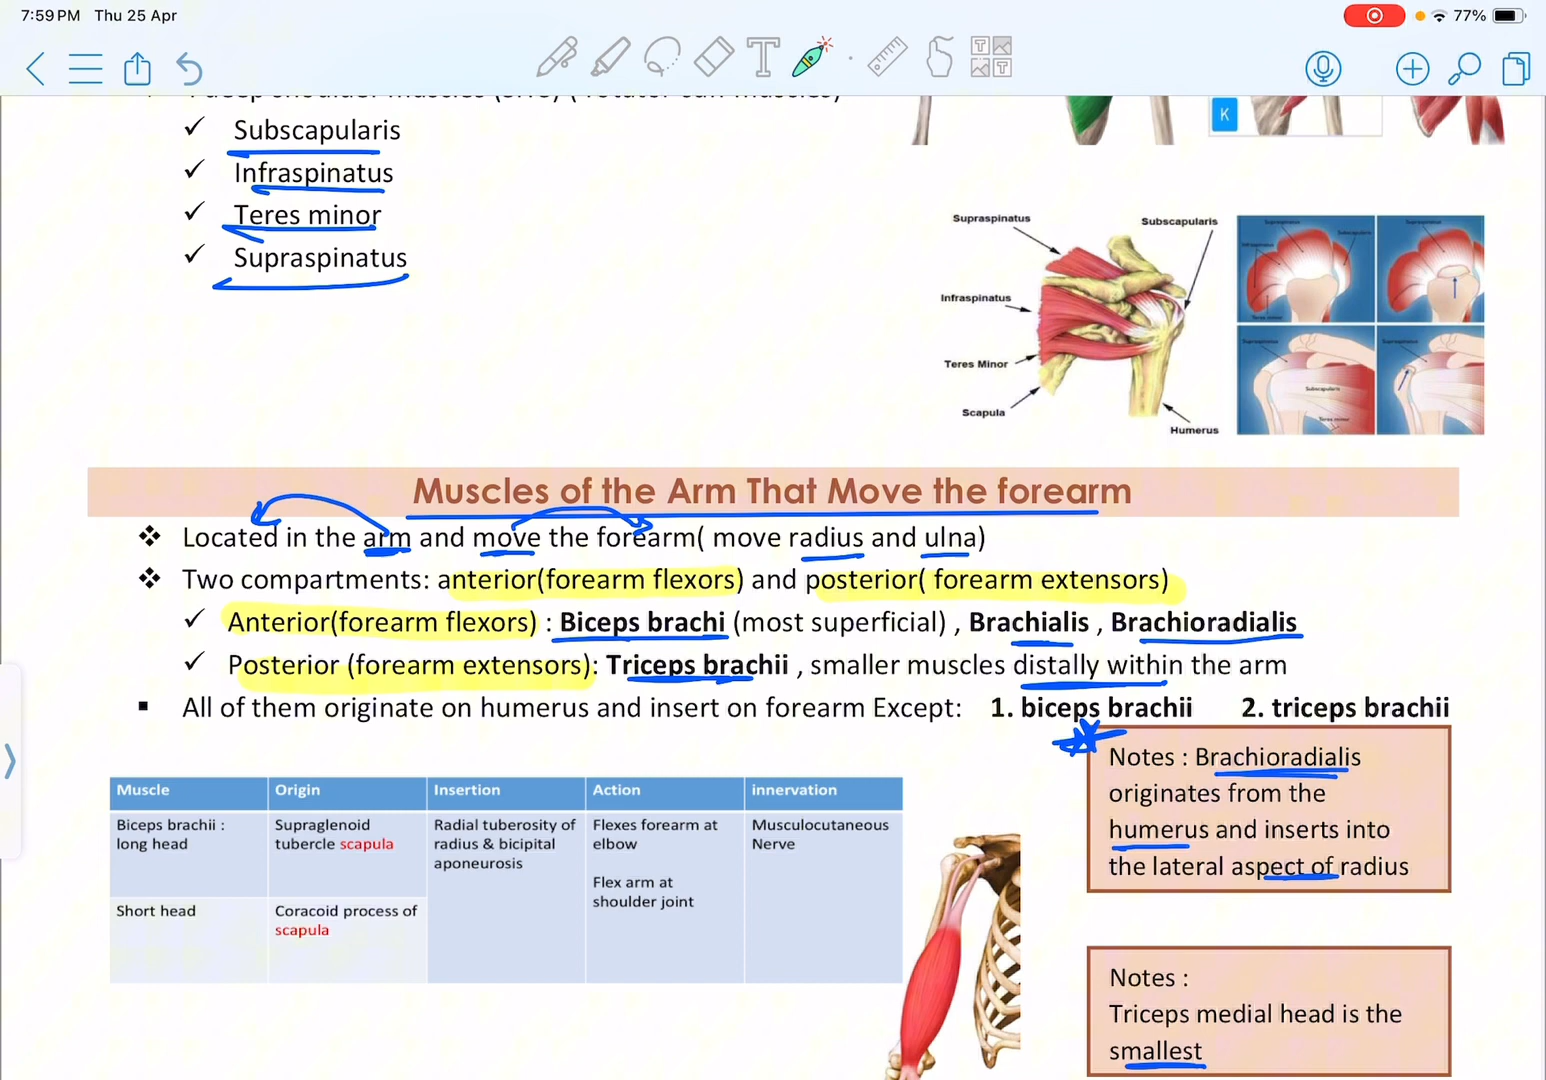 7:59 PM Thu 25 Apr
77%
Subscapularis
Infraspinatus
Teres minor
Supraspinatus
K
Supraspinatus
Subscapularis
Infraspinatus
Teres Minor
Scapula
Humerus
Muscles of the Arm That Move the forearm
Located in the arm and move the forearm( move radius and ulna)
Two compartments: anterior(forearm flexors) and posterior( forearm extensors)
Anterior(forearm flexors) : Biceps brachi (most superficial) , Brachialis , Brachioradialis
Posterior (forearm extensors): Triceps brachii , smaller muscles distally within the arm
All of them originate on humerus and insert on forearm Except: 1. biceps brachii 2. triceps brachii
Notes : Brachioradialis
originates from the
humerus and inserts into
the lateral aspect of radius
Muscle Origin Insertion Action innervation
Biceps brachii : Supraglenoid Radial tuberosity of Flexes forearm at Musculocutaneous
long head tubercle scapula radius & bicipital elbow Nerve
aponeurosis
Flex arm at
shoulder joint
Short head Coracoid process of
scapula
Notes :
Triceps medial head is the
smallest